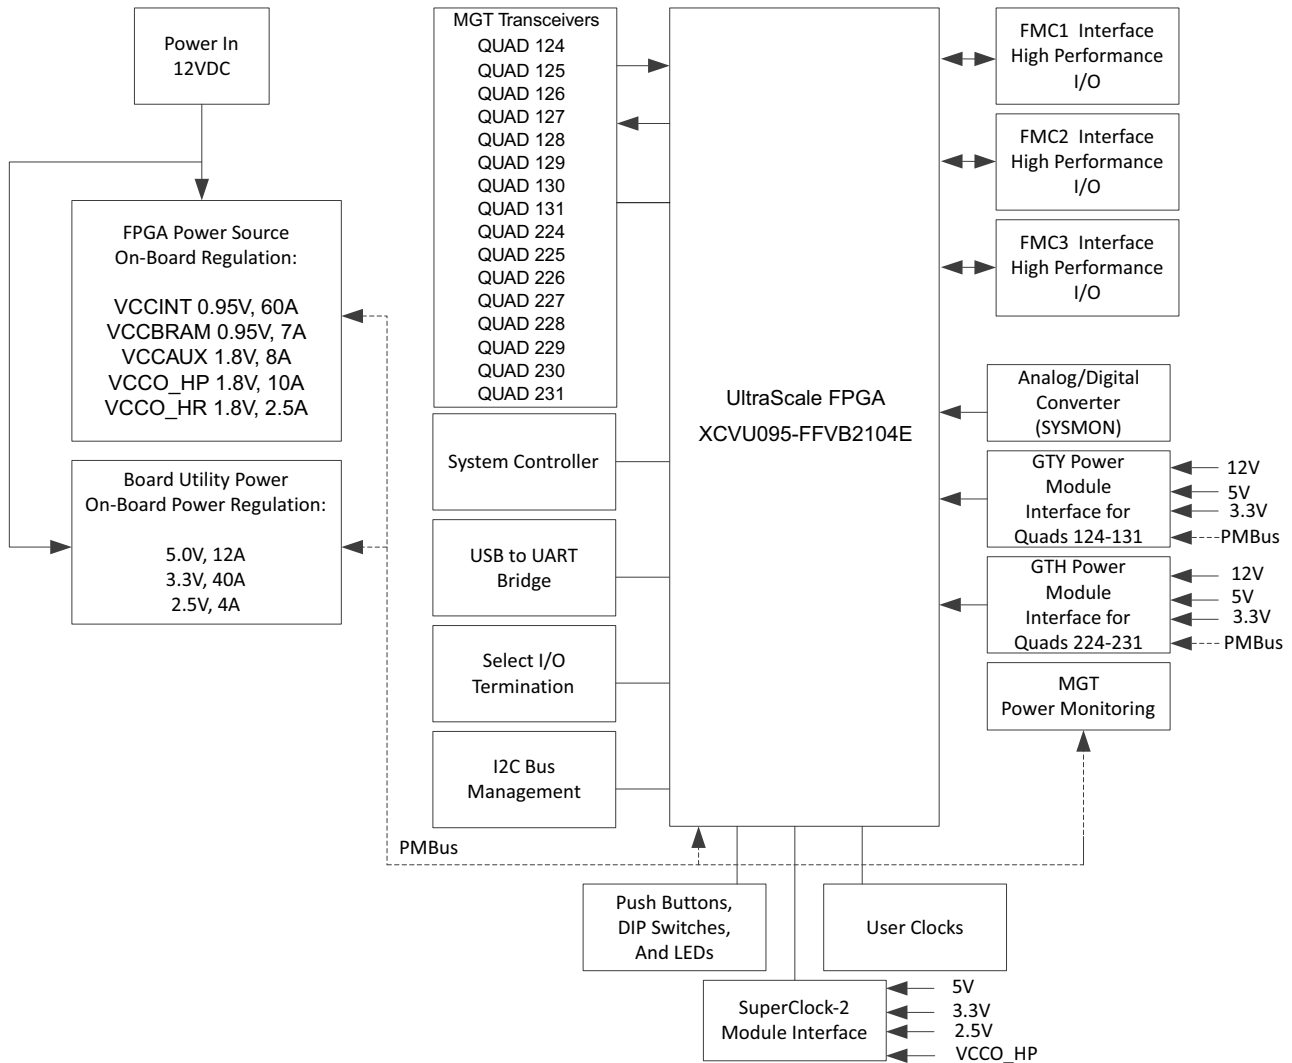 Power In
12VDC
FPGA Power Source
On-Board Regulation:
VCCINT 0.95V, 60A
VCCBRAM 0.95V, 7A
VCCAUX 1.8V, 8A
VCCO_HP 1.8V, 10A
VCCO_HR 1.8V, 2.5A
Board Utility Power
On-Board Power Regulation:
5.0V, 12A
3.3V, 40A
2.5V, 4A
MGT Transceivers
QUAD 124
QUAD 125
QUAD 126
QUAD 127
QUAD 128
QUAD 129
QUAD 130
QUAD 131
QUAD 224
QUAD 225
QUAD 226
QUAD 227
QUAD 228
QUAD 229
QUAD 230
QUAD 231
System Controller
USB to UART
Bridge
Select I/O
Termination
I2C Bus
Management
PMBus
UltraScale FPGA
XCVU095-FFVB2104E
FMC1 Interface
High Performance
I/O
FMC2 Interface
High Performance
I/O
FMC3 Interface
High Performance
I/O
Analog/Digital
Converter
(SYSMON)
GTY Power
Module
Interface for
Quads 124-131
12V
5V
3.3V
PMBus
GTH Power
Module
Interface for
Quads 224-231
12V
5V
3.3V
PMBus
MGT
Power Monitoring
Push Buttons,
DIP Switches,
And LEDs
User Clocks
SuperClock-2
Module Interface
5V
3.3V
2.5V
VCCO_HP